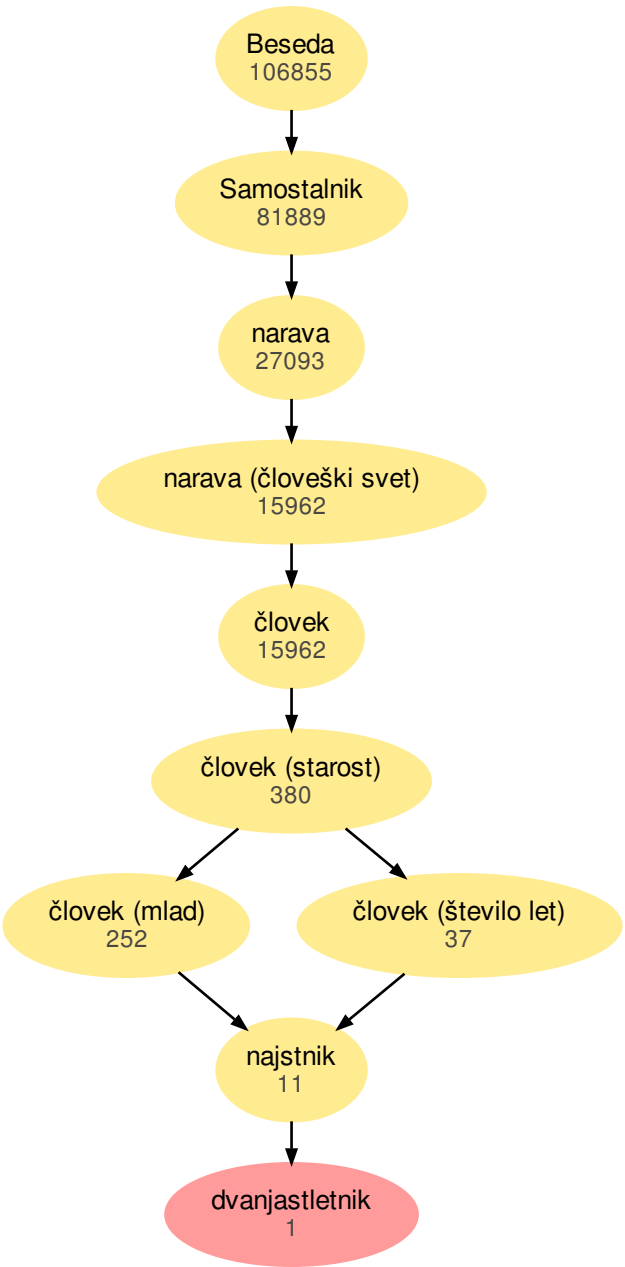 Beseda
106855
Samostalnik
81889
narava
27093
narava (človeški svet)
15962
človek
15962
človek (starost)
380
človek (mlad)
252
človek (število let)
37
najstnik
11
dvanjastletnik
1